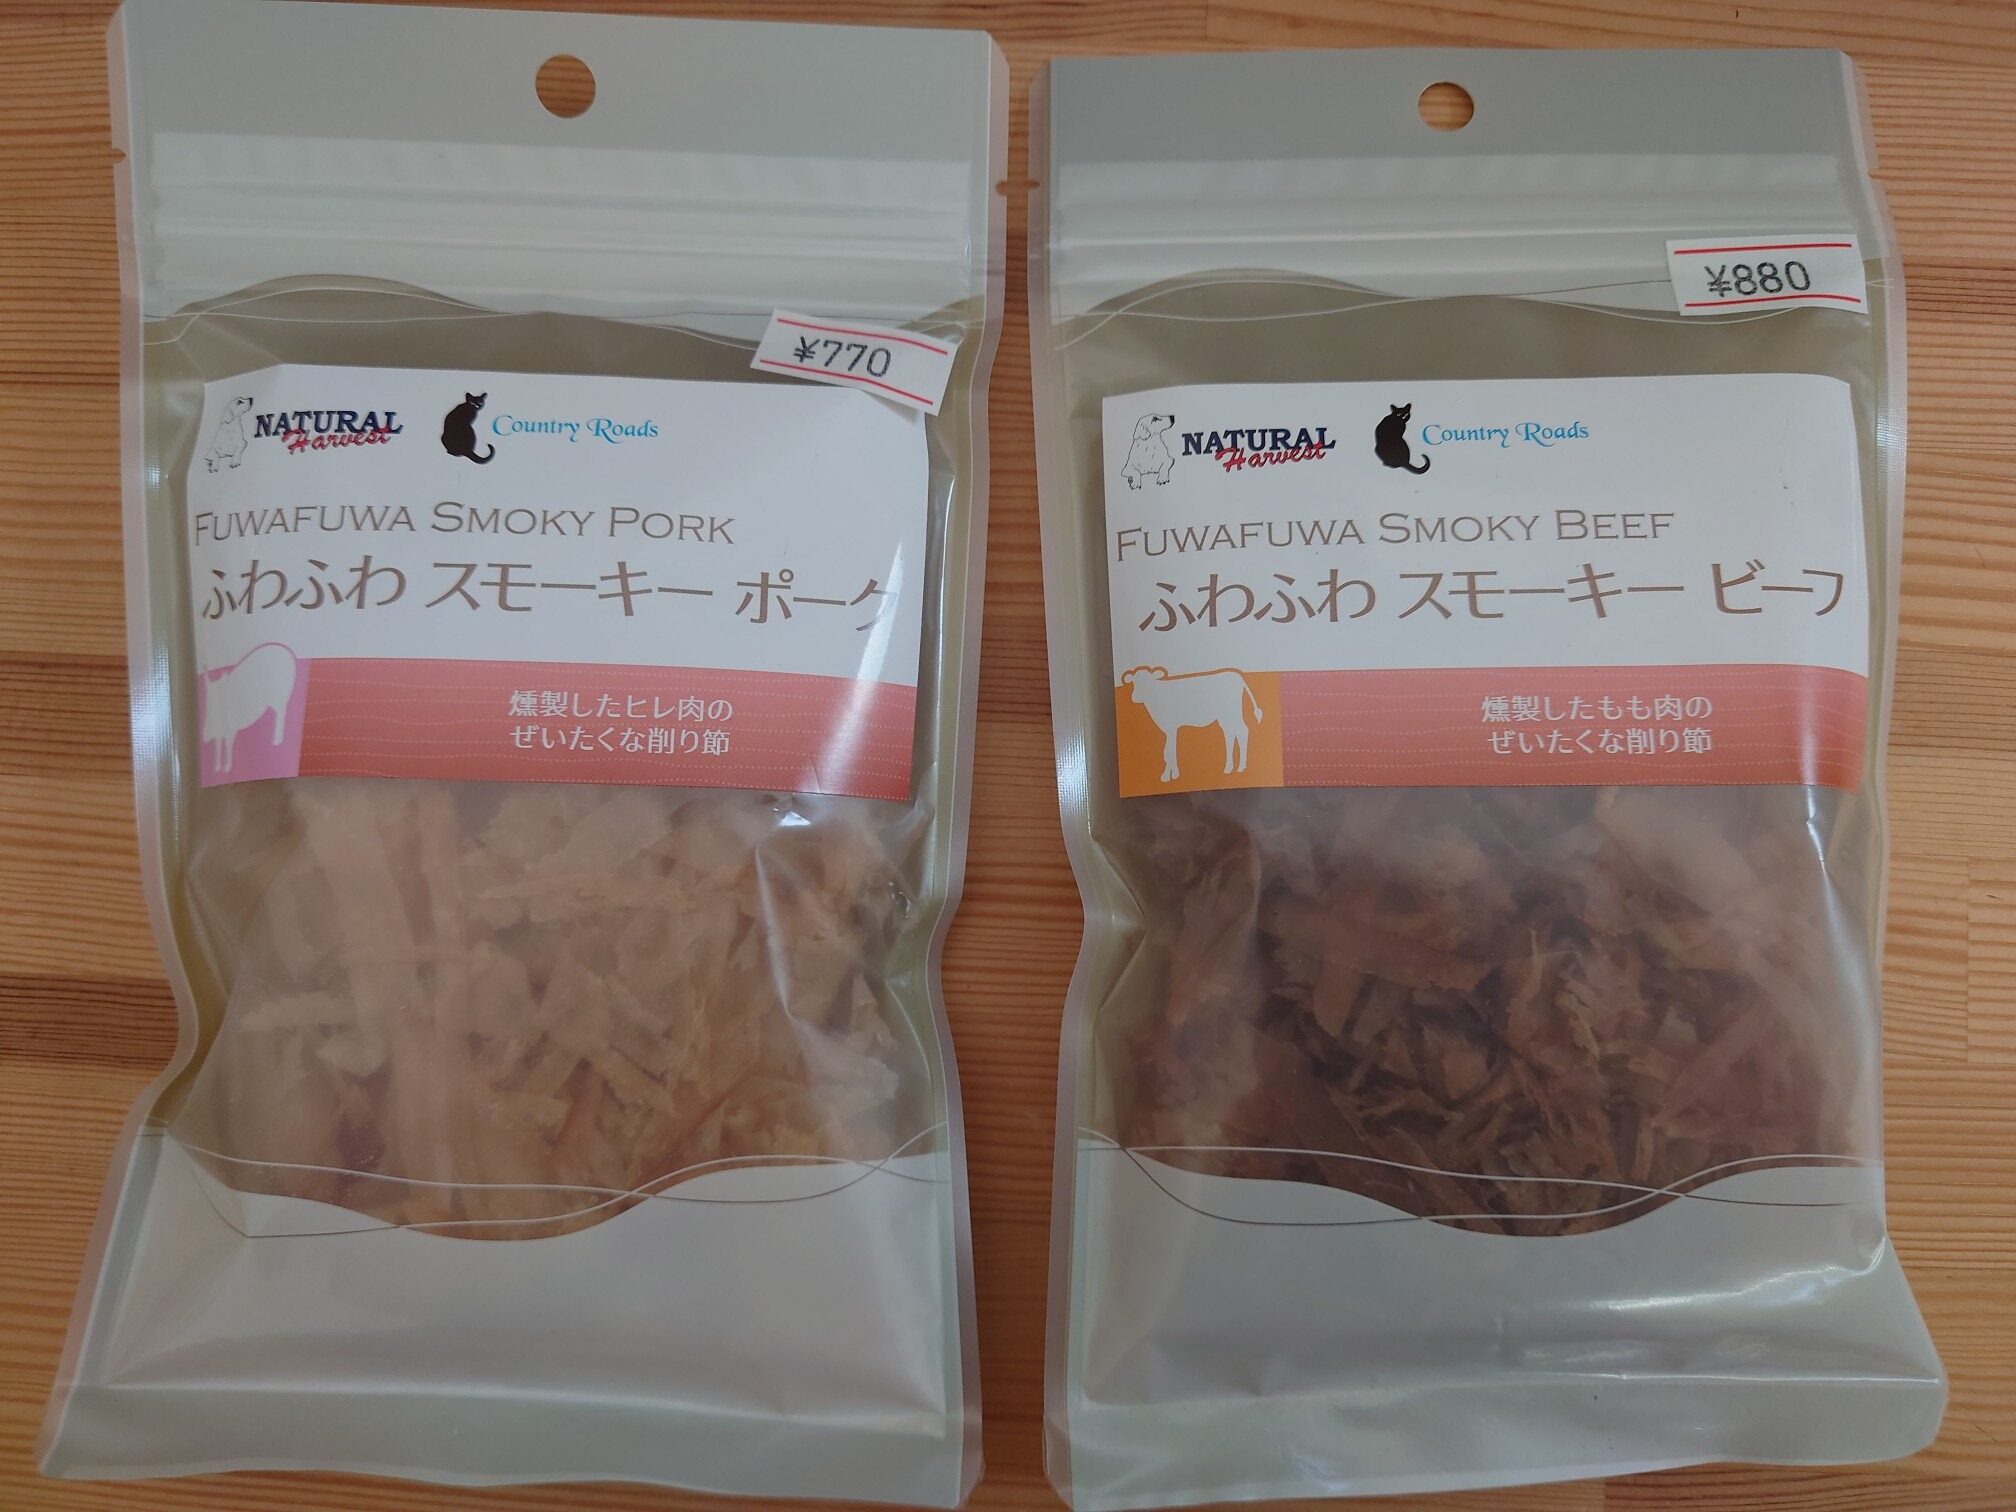 ¥770
NATURAL Harvest Country Roads
FUWAFUWA SMOKY PORK
ふわふわ スモーキー ポーク
燻製したヒレ肉の
ぜいたくな削り節
¥880
NATURAL Harvest Country Roads
FUWAFUWA SMOKY BEEF
ふわふわ スモーキー ビーフ
燻製したもも肉の
ぜいたくな削り節